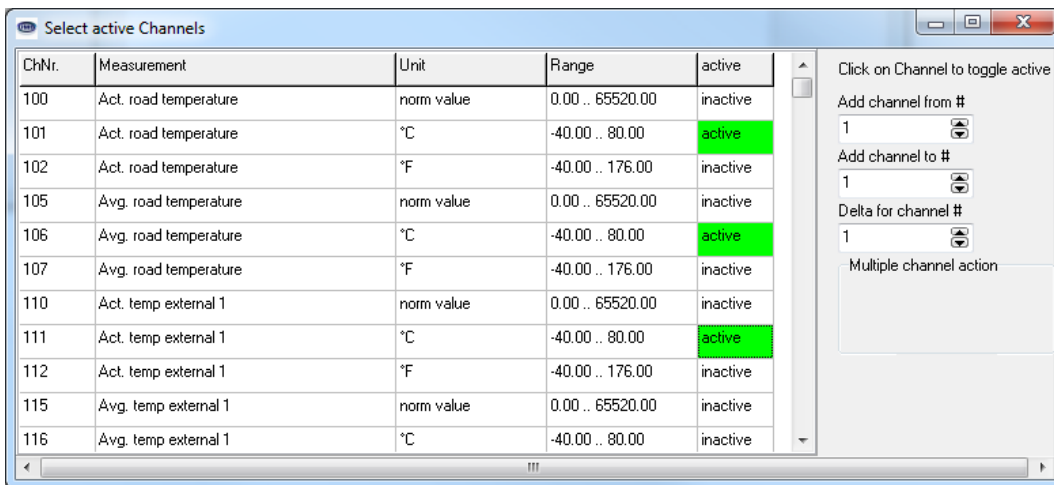 Select active Channels
ChNr. Measurement Unit Range active
100 Act. road temperature norm value 0.00 .. 65520.00 inactive
101 Act. road temperature °C -40.00 .. 80.00 active
102 Act. road temperature °F -40.00 .. 176.00 inactive
105 Avg. road temperature norm value 0.00 .. 65520.00 inactive
106 Avg. road temperature °C -40.00 .. 80.00 active
107 Avg. road temperature °F -40.00 .. 176.00 inactive
110 Act. temp external 1 norm value 0.00 .. 65520.00 inactive
111 Act. temp external 1 °C -40.00 .. 80.00 active
112 Act. temp external 1 °F -40.00 .. 176.00 inactive
115 Avg. temp external 1 norm value 0.00 .. 65520.00 inactive
116 Avg. temp external 1 °C -40.00 .. 80.00 inactive
Click on Channel to toggle active
Add channel from #
1
Add channel to #
1
Delta for channel #
1
Multiple channel action